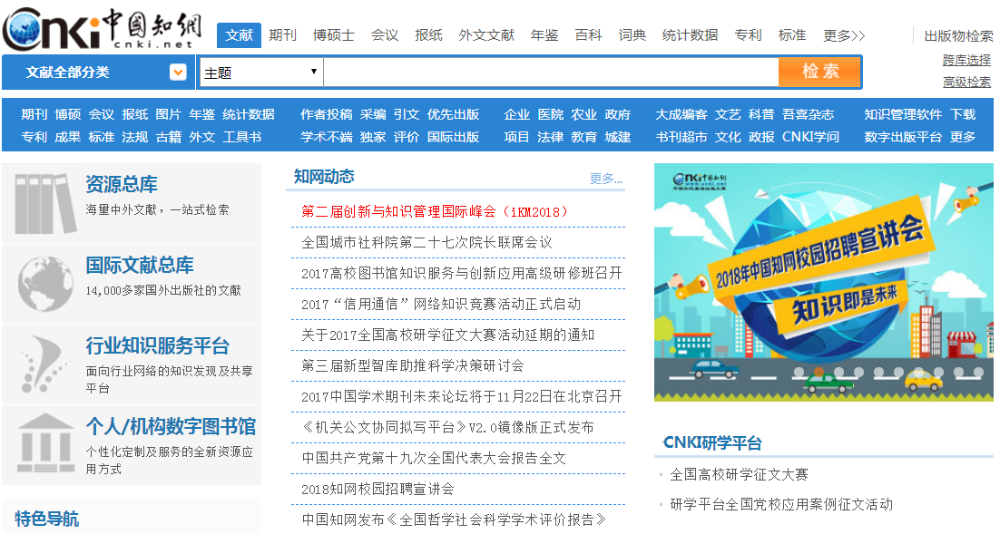 Cnki中国知网
cnki.net
文献 期刊 博硕士 会议 报纸 外文文献 年鉴 百科 词典 统计数据 专利 标准 更多>>
出版物检索
文献全部分类 主题 检索
跨库选择
高级检索
期刊 博硕 会议 报纸 图片 年鉴 统计数据 作者投稿 采编 引文 优先出版 企业 医院 农业 政府 大成编客 文艺 科普 吾喜杂志 知识管理软件 下载
专利 成果 标准 法规 古籍 外文 工具书 学术不端 独家 评价 国际出版 项目 法律 教育 城建 书刊超市 文化 政报 CNKI学问 数字出版平台 更多
资源总库
海量中外文献，一站式检索
国际文献总库
14,000多家国外出版社的文献
行业知识服务平台
面向行业网络的知识发现及共享
平台
个人/机构数字图书馆
个性化定制及服务的全新资源应
用方式
特色导航
知网动态 更多...
第二届创新与知识管理国际峰会（iKM2018）
全国城市社科院第二十七次院长联席会议
2017高校图书馆知识服务与创新应用高级研修班召开
2017“信用通信”网络知识竞赛活动正式启动
关于2017全国高校研学征文大赛活动延期的通知
第三届新型智库助推科学决策研讨会
2017中国学术期刊未来论坛将于11月22日在北京召开
《机关公文协同拟写平台》V2.0镜像版正式发布
中国共产党第十九次全国代表大会报告全文
2018知网校园招聘宣讲会
中国知网发布《全国哲学社会科学学术评价报告》
Cnki中国知网
www.cnki.net
2018年中国知网校园招聘宣讲会
知识即是未来
CNKI研学平台
全国高校研学征文大赛
研学平台全国党校应用案例征文活动